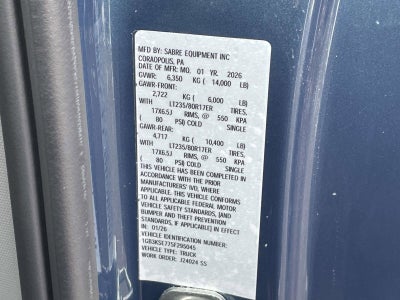 MFD BY: SABRE EQUIPMENT INC
CORAOPOLIS, PA
DATE OF MFR: MO. 01 YR. 2026
GVWR: 6,350 KG ( 14,000 LB)
GAWR-FRONT:
2,722 KG ( 6,000 LB)
WITH LT235/80R17ER TIRES,
17X6.5J RIMS, @ 550 KPA
( 80 PSI) COLD SINGLE
GAWR-REAR:
4,717 KG ( 10,400 LB)
WITH LT235/80R17ER TIRES,
17X6.5J RIMS, @ 550 KPA
( 80 PSI) COLD SINGLE
THIS VEHICLE HAS BEEN COMPLETED
IN ACCORDANCE WITH THE PRIOR
MANUFACTURERS' IVD, WHERE
APPLICABLE. THIS VEHICLE CONFORMS
TO ALL APPLICABLE FEDERAL MOTOR
VEHICLE SAFETY STANDARDS, [AND
BUMPER AND THEFT PREVENTION
STANDARDS, IF APPLICABLE] IN EFFECT
IN: 01/26
VEHICLE IDENTIFICATION NUMBER:
1GB3KSE77SF295045
VEHICLE TYPE: TRUCK
WORK ORDER: J24024 SS